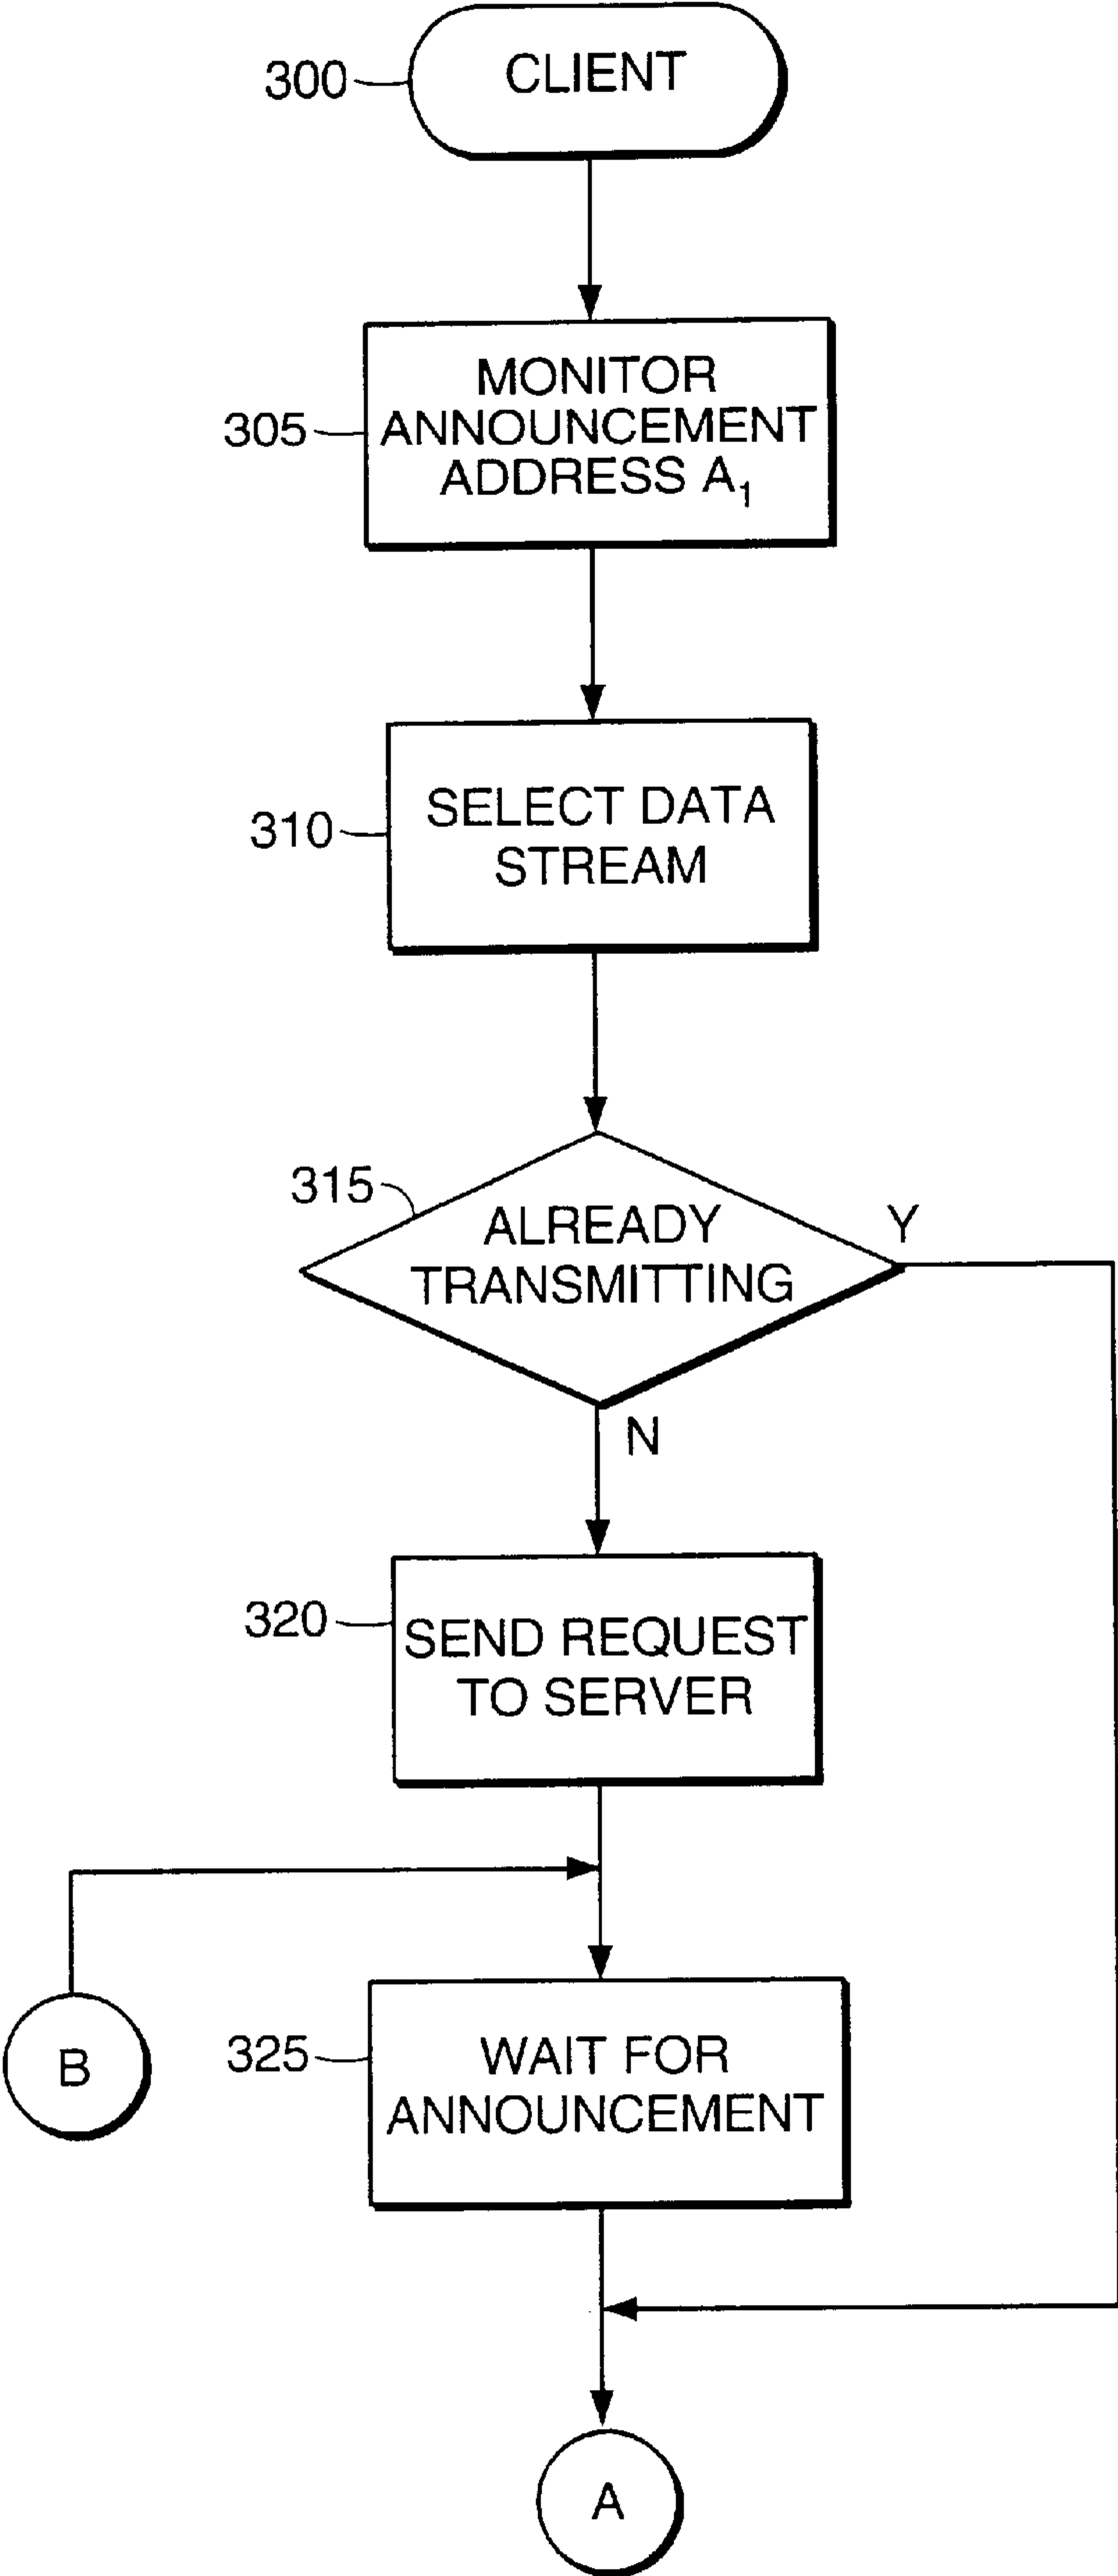 CLIENT
300
MONITOR
ANNOUNCEMENT
ADDRESS A₁
305
SELECT DATA
STREAM
310
315
ALREADY
TRANSMITTING
Y
N
320
SEND REQUEST
TO SERVER
B
325
WAIT FOR
ANNOUNCEMENT
A